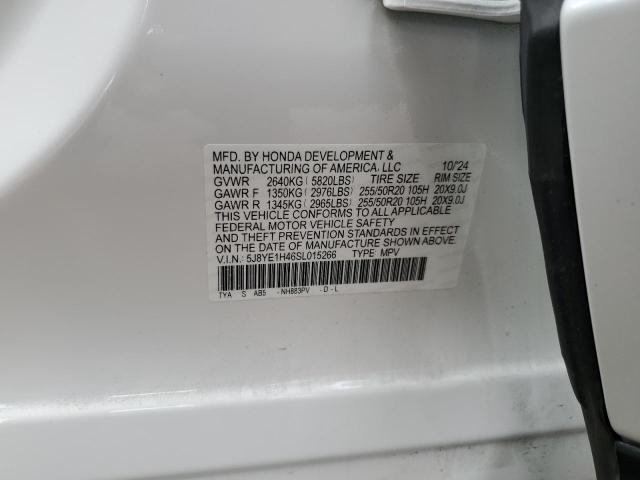 MFD. BY HONDA DEVELOPMENT &
MANUFACTURING OF AMERICA, LLC 10/24
GVWR 2640KG ( 5820LBS) TIRE SIZE RIM SIZE
GAWR F 1350KG ( 2976LBS) 255/50R20 105H 20X9.0J
GAWR R 1345KG ( 2965LBS) 255/50R20 105H 20X9.0J
THIS VEHICLE CONFORMS TO ALL APPLICABLE
FEDERAL MOTOR VEHICLE SAFETY
AND THEFT PREVENTION STANDARDS IN EFFECT
ON THE DATE OF MANUFACTURE SHOWN ABOVE.
V.I.N.: 5J8YE1H46SL015266 TYPE MPV
TYA S AB5 -NH883PV -D-L